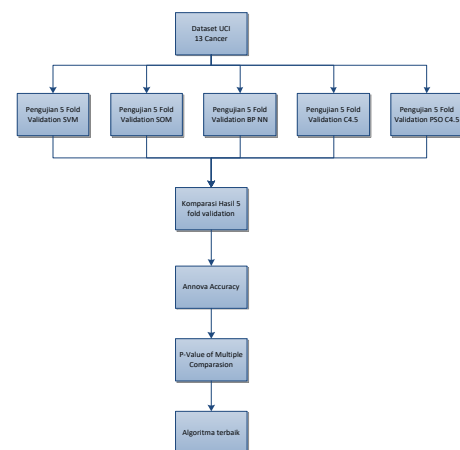 Dataset UCI
13 Cancer
Pengujian 5 Fold
Validation SVM
Pengujian 5 Fold
Validation SOM
Pengujian 5 Fold
Validation BP NN
Pengujian 5 Fold
Validation C4.5
Pengujian 5 Fold
Validation PSO C4.5
Komparasi Hasil 5
fold validation
Annova Accuracy
P-Value of Multiple
Comparasion
Algoritma terbaik